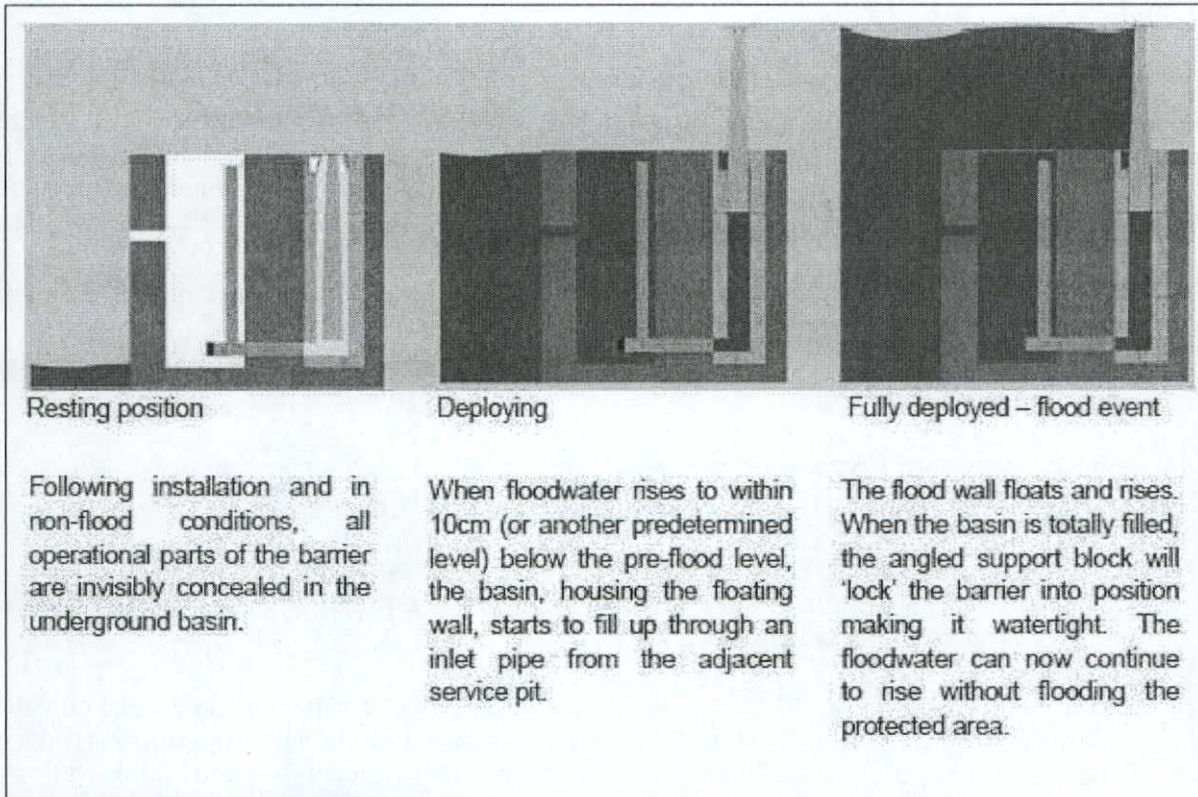 Resting position
Deploying
Fully deployed – flood event
Following installation and in
non-flood conditions, all
operational parts of the barrier
are invisibly concealed in the
underground basin.
When floodwater rises to within
10cm (or another predetermined
level) below the pre-flood level,
the basin, housing the floating
wall, starts to fill up through an
inlet pipe from the adjacent
service pit.
The flood wall floats and rises.
When the basin is totally filled,
the angled support block will
'lock' the barrier into position
making it watertight. The
floodwater can now continue
to rise without flooding the
protected area.